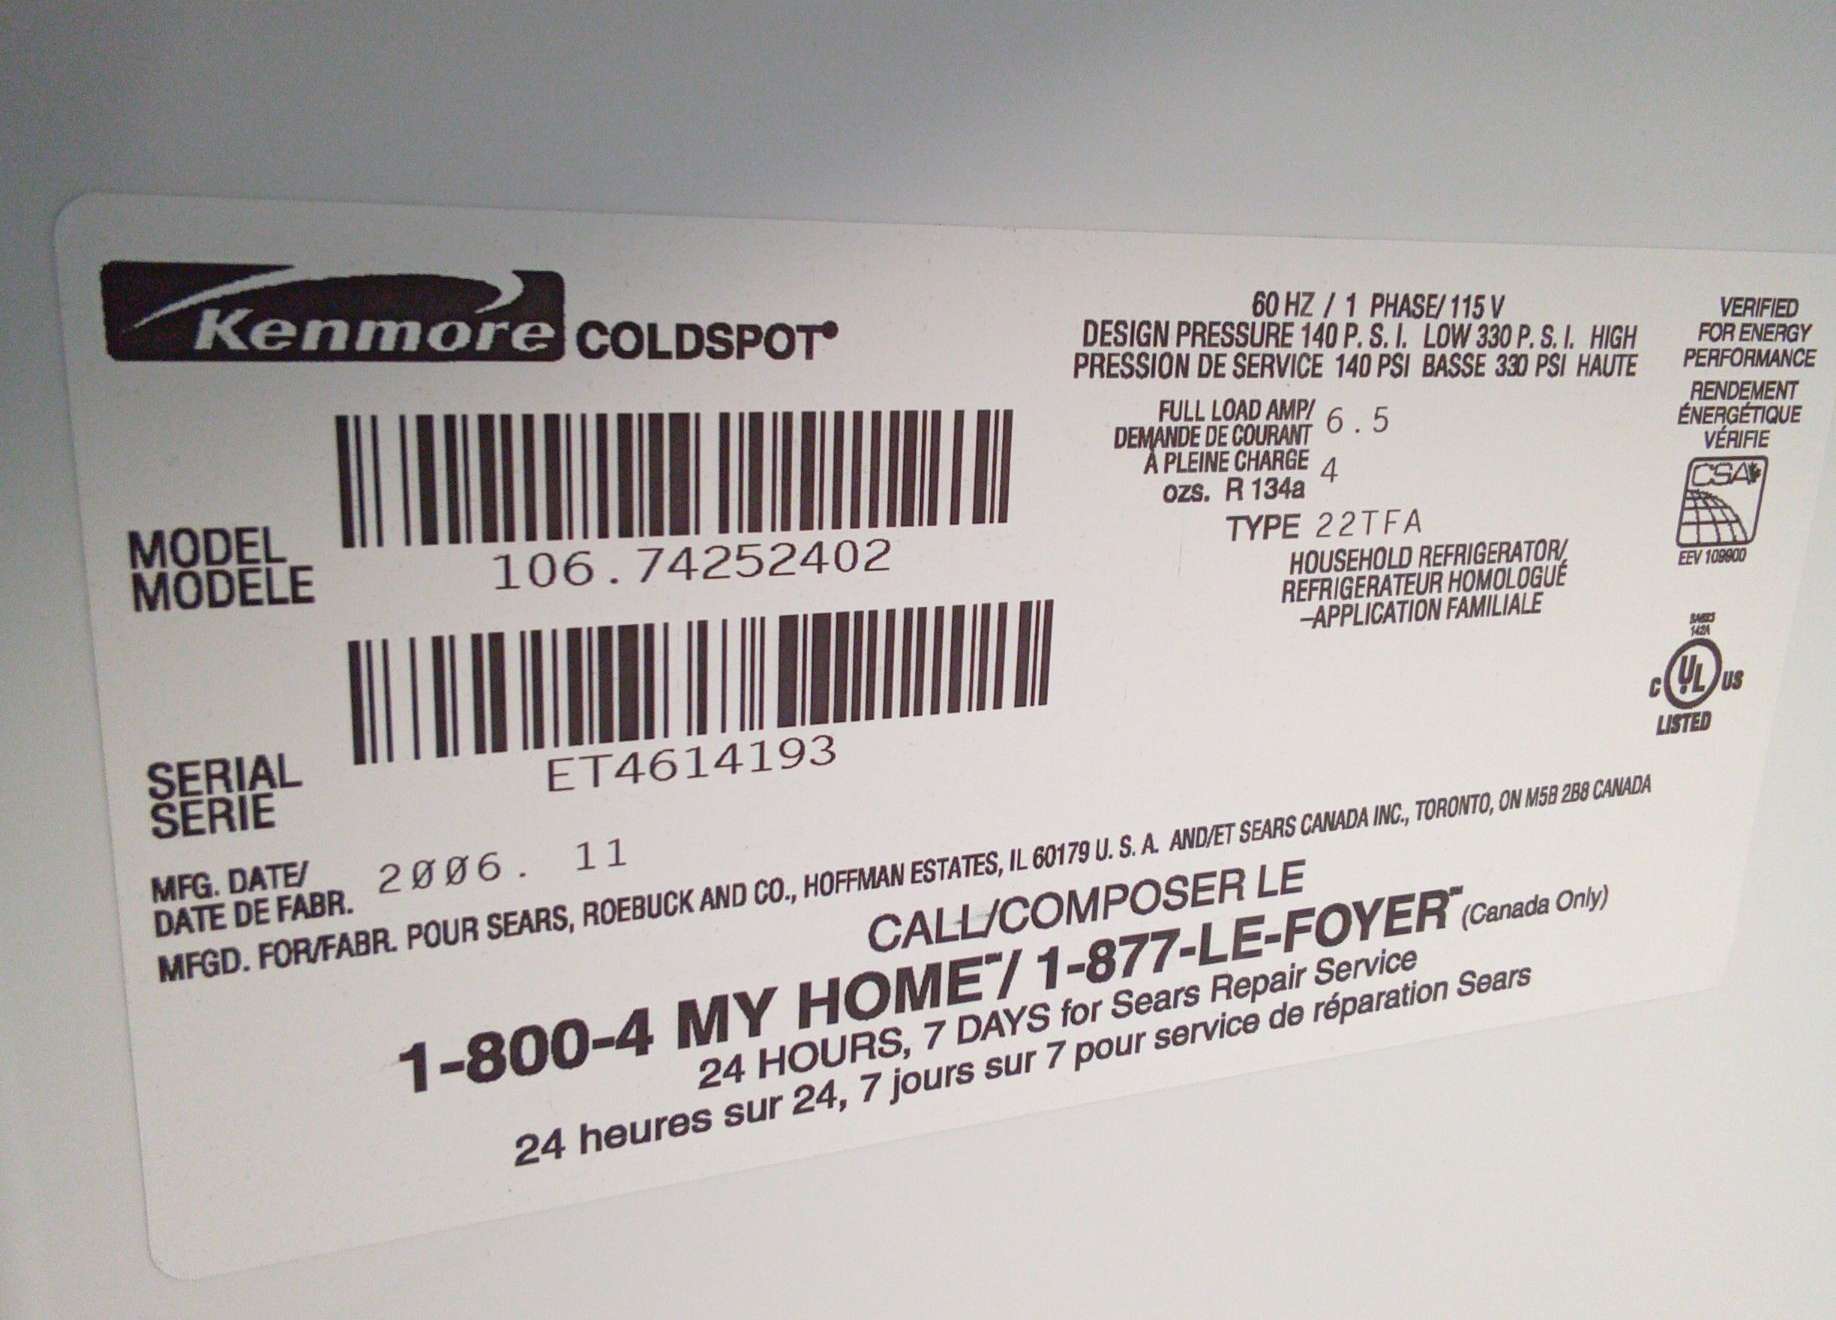 Kenmore COLDSPOT
60 HZ / 1 PHASE/ 115 V
DESIGN PRESSURE 140 P. S. I. LOW 330 P. S. I. HIGH
PRESSION DE SERVICE 140 PSI BASSE 330 PSI HAUTE
FULL LOAD AMP/
DEMANDE DE COURANT 6.5
À PLEINE CHARGE
ozs. R 134a 4
TYPE 22TFA
HOUSEHOLD REFRIGERATOR/
REFRIGERATEUR HOMOLOGUÉ
–APPLICATION FAMILIALE
VERIFIED
FOR ENERGY
PERFORMANCE
RENDEMENT
ÉNERGÉTIQUE
VÉRIFIE
CSA
EEV 109900
C UL US
LISTED
MODEL
MODÈLE
106.74252402
SERIAL
SERIE
ET4614193
MFG. DATE/
DATE DE FABR. 2006. 11
MFGD. FOR/FABR. POUR SEARS, ROEBUCK AND CO., HOFFMAN ESTATES, IL 60179 U. S. A. AND/ET SEARS CANADA INC., TORONTO, ON M5B 2B8 CANADA
CALL/COMPOSER LE
1-800-4 MY HOME℠/ 1-877-LE-FOYER℠ (Canada Only)
24 HOURS, 7 DAYS for Sears Repair Service
24 heures sur 24, 7 jours sur 7 pour service de réparation Sears